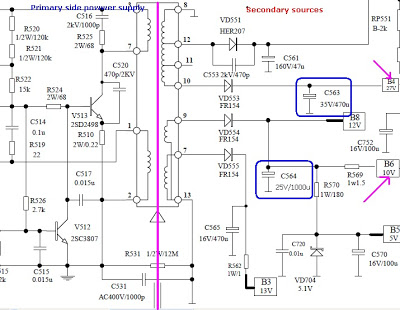 Primary side powwer supply
Secondary sources
C516
2kV/1000p
R520
1/2W/120k
R525
2W/68
R521
1/2W/120k
R522
15k
C520
470p/2KV
R524
2W/68
V513
2SD2498
C514
0.1u
R510
2W/0.22
R519
22
C517
0.015u
R526
2.7k
V512
2SC3807
C515
0.015u
R531 1/2W/12M
C531
AC400V/1000p
3
7
1
2
8
12
11
10
9
7
13
VD551
HER207
C553 2kV/470p
C561
160V/47u
RP551
B-2k
VD553
FR154
C563
35V/470u
B4
27V
VD554
FR154
B8
12V
C752
16V/100u
VD555
FR154
C564
25V/1000u
R570
1W/180
R569
1w1.5
B6
10V
C565
16V/470u
R562
1W/1
B3
13V
C720
0.01u
VD704
5.1V
B5
5V
C570
16V/100u